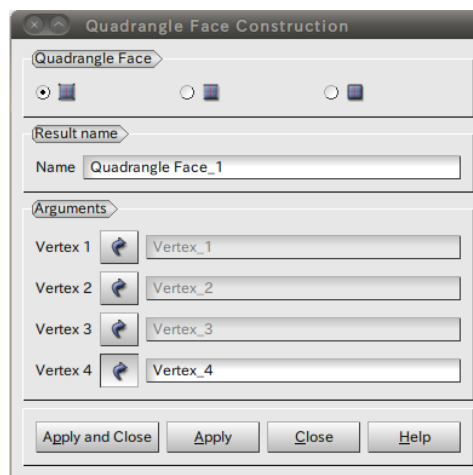 Quadrangle Face Construction
Quadrangle Face
Result name
Name Quadrangle Face_1
Arguments
Vertex 1 Vertex_1
Vertex 2 Vertex_2
Vertex 3 Vertex_3
Vertex 4 Vertex_4
Apply and Close Apply Close Help